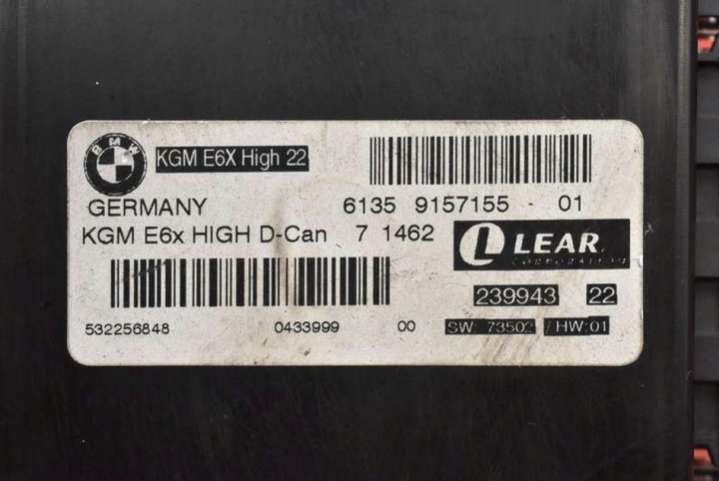 BMW
KGM E6X High 22
GERMANY
6135 9157155 - 01
KGM E6x HIGH D-Can 7 1462
LEAR
CORPORATION
239943 22
532256848 0433999 00
SW: /HW:01